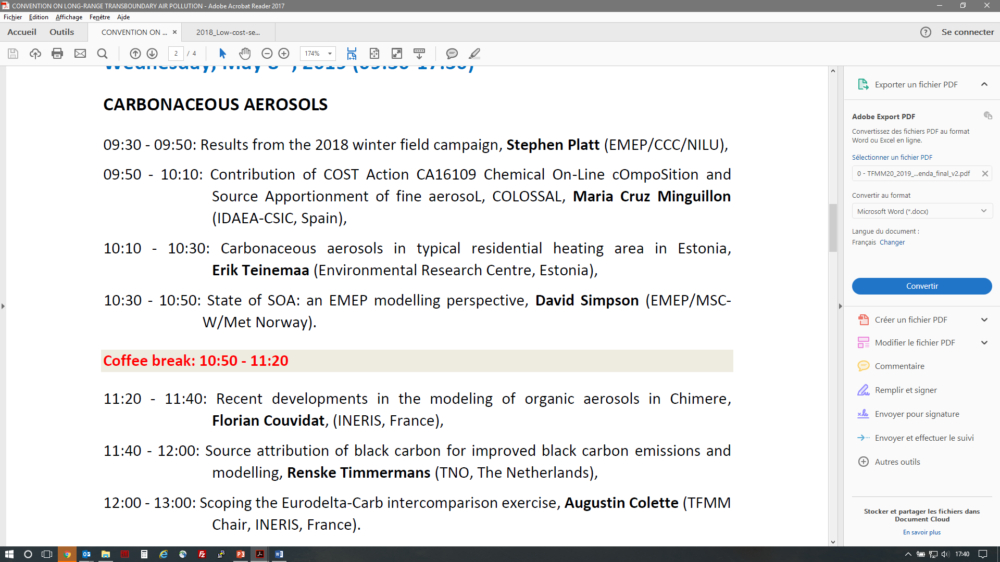 CONVENTION ON LONG-RANGE TRANSBOUNDARY AIR POLLUTION - Adobe Acrobat Reader 2017
Fichier Edition Affichage Fenêtre Aide
Accueil Outils CONVENTION ON ... × 2018_Low-cost-se... Se connecter
2 / 4 174%
Wednesday, May 8th, 2019 (09:30-17:30)
CARBONACEOUS AEROSOLS
09:30 - 09:50: Results from the 2018 winter field campaign, Stephen Platt (EMEP/CCC/NILU),
09:50 - 10:10: Contribution of COST Action CA16109 Chemical On-Line cOmpoSition and
Source Apportionment of fine aerosoL, COLOSSAL, Maria Cruz Minguillon
(IDAEA-CSIC, Spain),
10:10 - 10:30: Carbonaceous aerosols in typical residential heating area in Estonia,
Erik Teinemaa (Environmental Research Centre, Estonia),
10:30 - 10:50: State of SOA: an EMEP modelling perspective, David Simpson (EMEP/MSC-
W/Met Norway).
Coffee break: 10:50 - 11:20
11:20 - 11:40: Recent developments in the modeling of organic aerosols in Chimere,
Florian Couvidat, (INERIS, France),
11:40 - 12:00: Source attribution of black carbon for improved black carbon emissions and
modelling, Renske Timmermans (TNO, The Netherlands),
12:00 - 13:00: Scoping the Eurodelta-Carb intercomparison exercise, Augustin Colette (TFMM
Chair, INERIS, France).
Exporter un fichier PDF
Adobe Export PDF
Convertissez des fichiers PDF au format
Word ou Excel en ligne.
Sélectionner un fichier PDF
0 - TFMM20_2019_...enda_final_v2.pdf
Convertir au format
Microsoft Word (*.docx)
Langue du document :
Français Changer
Convertir
Créer un fichier PDF
Modifier le fichier PDF
Commentaire
Remplir et signer
Envoyer pour signature
Envoyer et effectuer le suivi
Autres outils
Stocker et partager les fichiers dans
Document Cloud
En savoir plus
17:40